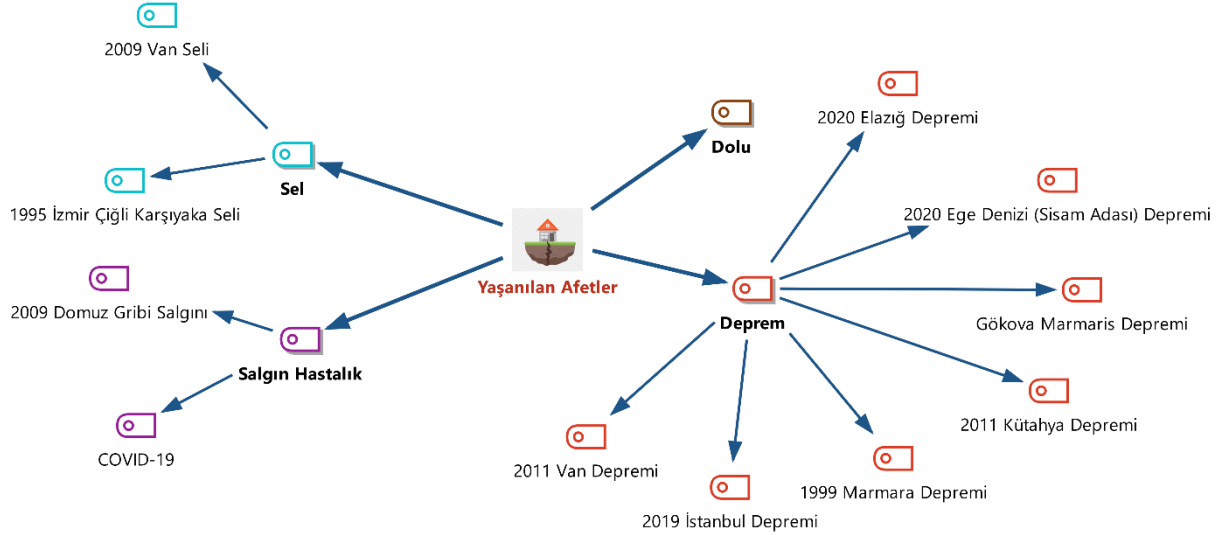 2009 Van Seli
Sel
1995 İzmir Çiğli Karşıyaka Seli
2009 Domuz Gribi Salgını
Salgın Hastalık
COVID-19
Yaşanılan Afetler
Dolu
2020 Elazığ Depremi
2020 Ege Denizi (Sisam Adası) Depremi
Deprem
Gökova Marmaris Depremi
2011 Kütahya Depremi
2011 Van Depremi
1999 Marmara Depremi
2019 İstanbul Depremi